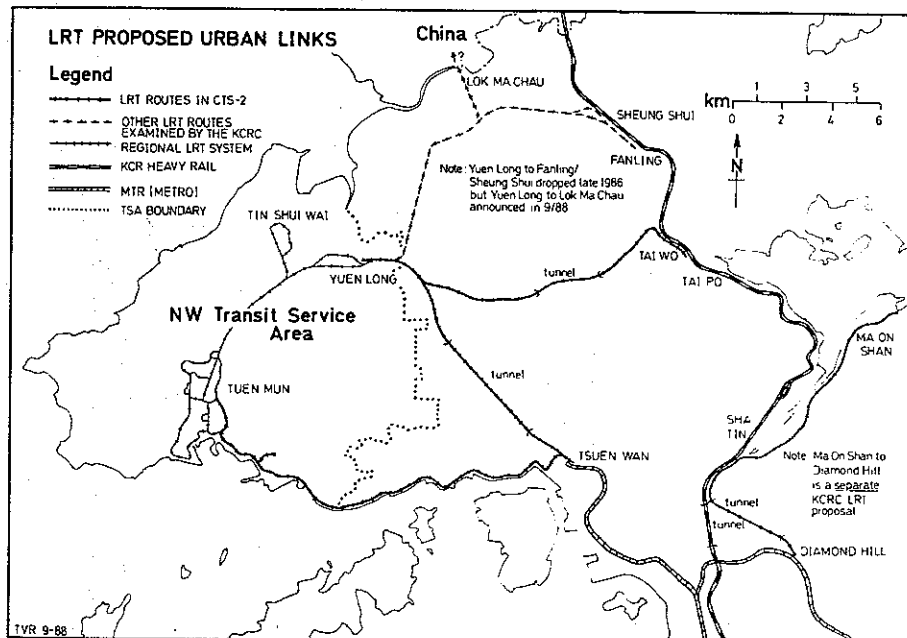 LRT PROPOSED URBAN LINKS
Legend
LRT ROUTES IN CTS-2
OTHER LRT ROUTES
EXAMINED BY THE KCRC
REGIONAL LRT SYSTEM
KCR HEAVY RAIL
MTR (METRO)
TSA BOUNDARY
China
?
LOK MA CHAU
km
1 3 5
0 2 4 6
N
SHEUNG SHUI
FANLING
Note: Yuen Long to Fanling/
Sheung Shui dropped late 1986
but Yuen Long to Lok Ma Chau
announced in 9/88
TIN SHUI WAI
YUEN LONG
tunnel
TAI WO
TAI PO
NW Transit Service
Area
MA ON
SHAN
TUEN MUN
tunnel
SHA
TIN
TSUEN WAN
Note: Ma On Shan to
Diamond Hill
is a separate
KCRC LRT
proposal
tunnel
tunnel
DIAMOND HILL
TVR 9-88